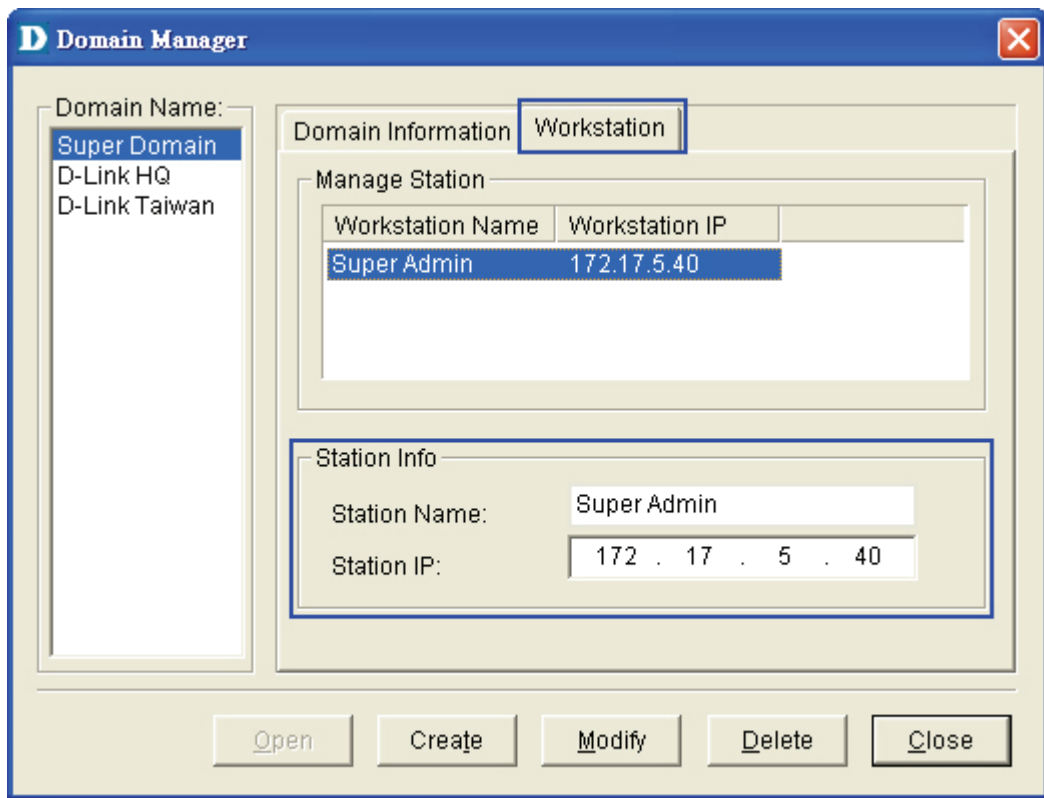 D Domain Manager
Domain Name:
Super Domain
D-Link HQ
D-Link Taiwan
Domain Information Workstation
Manage Station
Workstation Name Workstation IP
Super Admin 172.17.5.40
Station Info
Station Name: Super Admin
Station IP: 172 . 17 . 5 . 40
Open Create Modify Delete Close